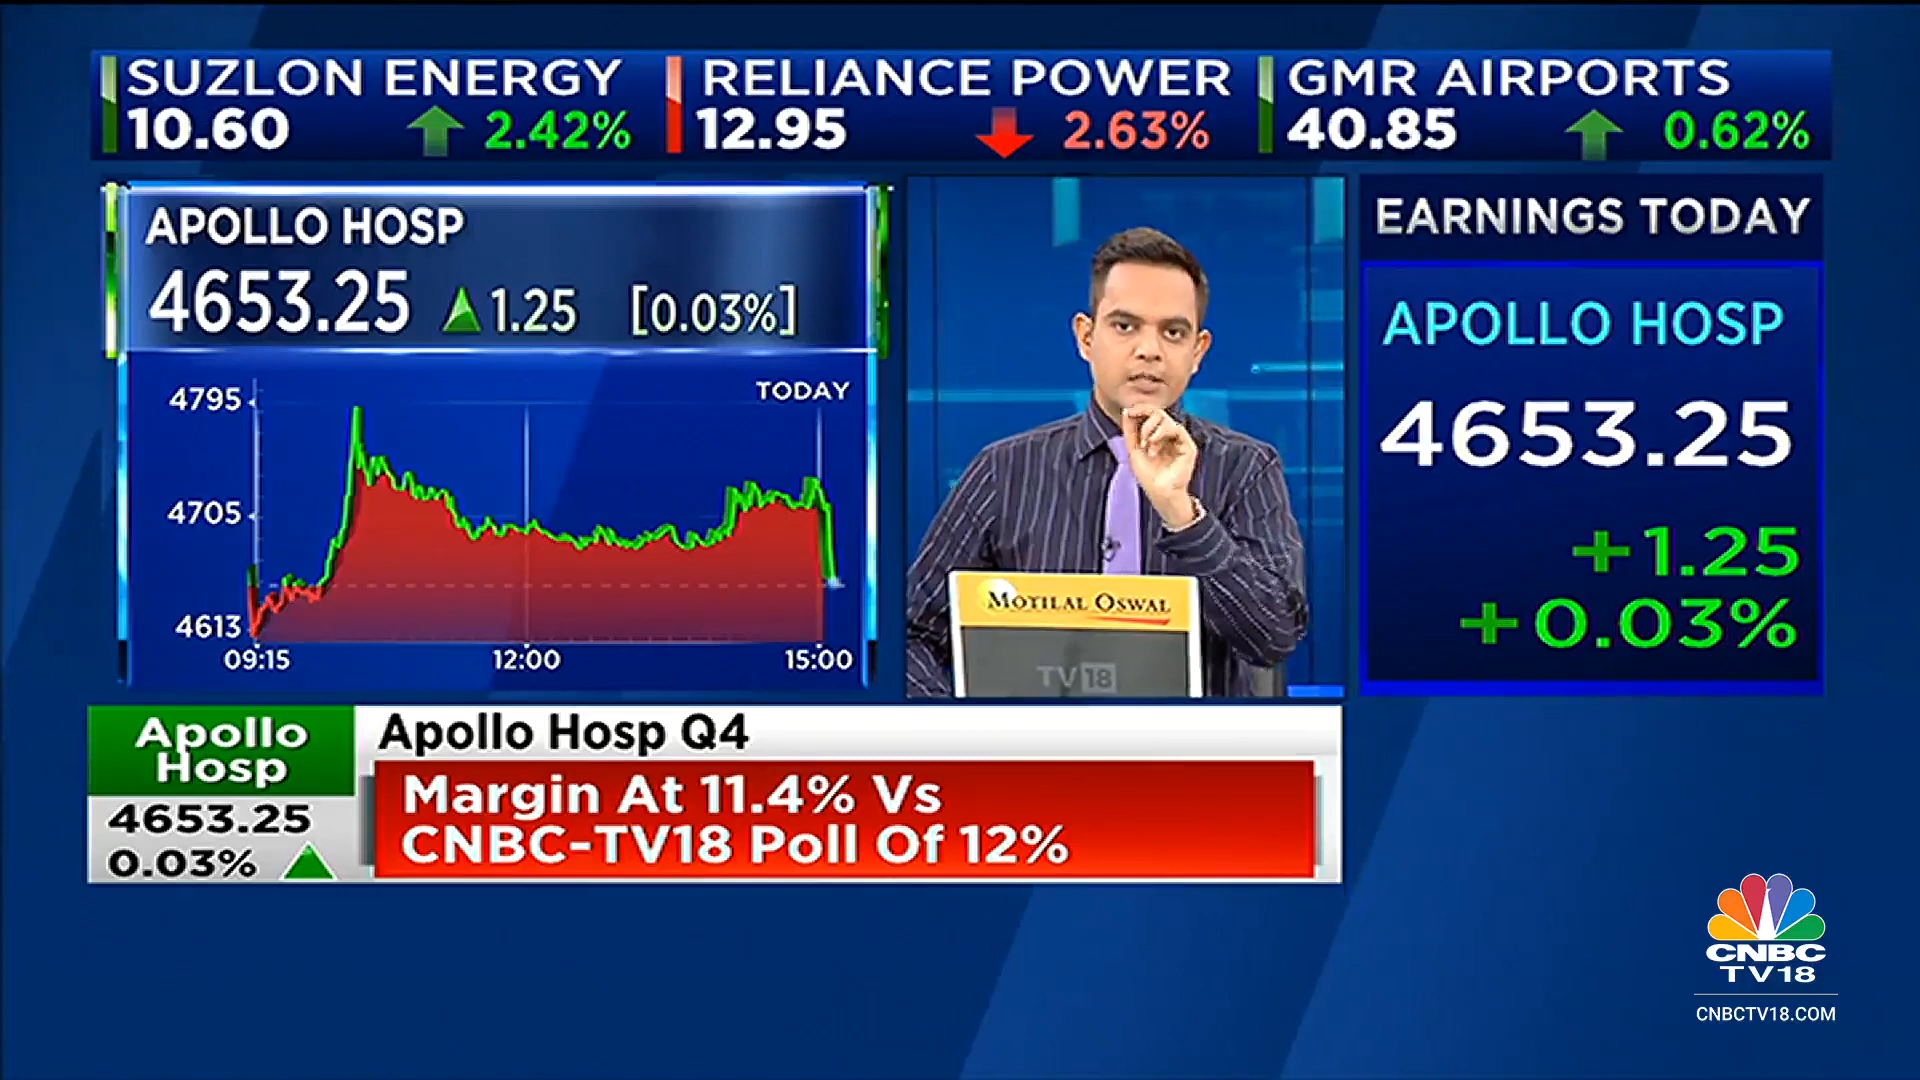 SUZLON ENERGY
10.60 2.42%
RELIANCE POWER
12.95 2.63%
GMR AIRPORTS
40.85 0.62%
APOLLO HOSP
4653.25 1.25 [0.03%]
TODAY
4795
4705
4613
09:15 12:00 15:00
MOTILAL OSWAL
TV18
EARNINGS TODAY
APOLLO HOSP
4653.25
+1.25
+0.03%
Apollo
Hosp
4653.25
0.03%
Apollo Hosp Q4
Margin At 11.4% Vs
CNBC-TV18 Poll Of 12%
CNBC
TV18
CNBCTV18.COM